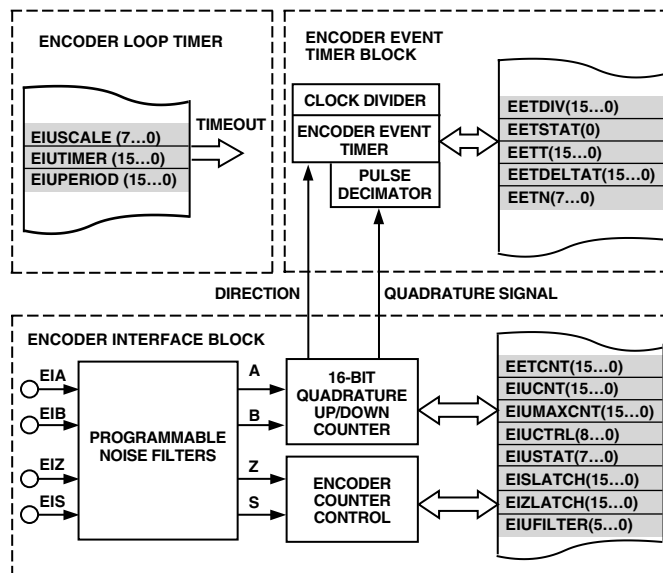 ENCODER LOOP TIMER
EIUSCALE (7...0)
EIUTIMER (15...0)
EIUPERIOD (15...0)
TIMEOUT
ENCODER EVENT
TIMER BLOCK
CLOCK DIVIDER
ENCODER EVENT
TIMER
PULSE
DECIMATOR
EETDIV(15...0)
EETSTAT(0)
EETT(15...0)
EETDELTAT(15...0)
EETN(7...0)
DIRECTION
QUADRATURE SIGNAL
ENCODER INTERFACE BLOCK
EIA
EIB
EIZ
EIS
PROGRAMMABLE
NOISE FILTERS
A
B
Z
S
16-BIT
QUADRATURE
UP/DOWN
COUNTER
ENCODER
COUNTER
CONTROL
EETCNT(15...0)
EIUCNT(15...0)
EIUMAXCNT(15...0)
EIUCTRL(8...0)
EIUSTAT(7...0)
EISLATCH(15...0)
EIZLATCH(15...0)
EIUFILTER(5...0)